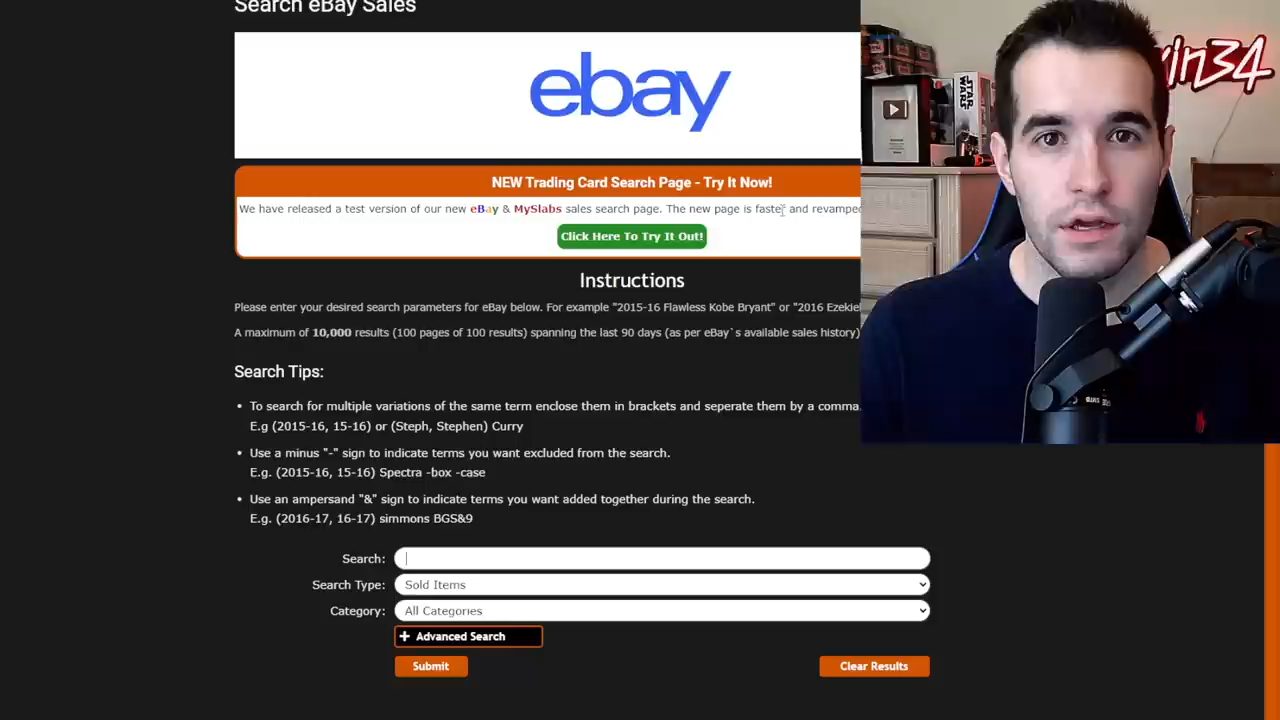 Search eBay Sales
ebay
NEW Trading Card Search Page - Try It Now!
We have released a test version of our new eBay & MySlabs sales search page. The new page is faster and revamped
Click Here To Try It Out!
Instructions
Please enter your desired search parameters for eBay below. For example "2015-16 Flawless Kobe Bryant" or "2016 Ezekiel
A maximum of 10,000 results (100 pages of 100 results) spanning the last 90 days (as per eBay`s available sales history)
Search Tips:
• To search for multiple variations of the same term enclose them in brackets and seperate them by a comma.
E.g (2015-16, 15-16) or (Steph, Stephen) Curry
• Use a minus "-" sign to indicate terms you want excluded from the search.
E.g. (2015-16, 15-16) Spectra -box -case
• Use an ampersand "&" sign to indicate terms you want added together during the search.
E.g. (2016-17, 16-17) simmons BGS&9
Search:
Search Type: Sold Items
Category: All Categories
+ Advanced Search
Submit
Clear Results
STAR WARS
in34